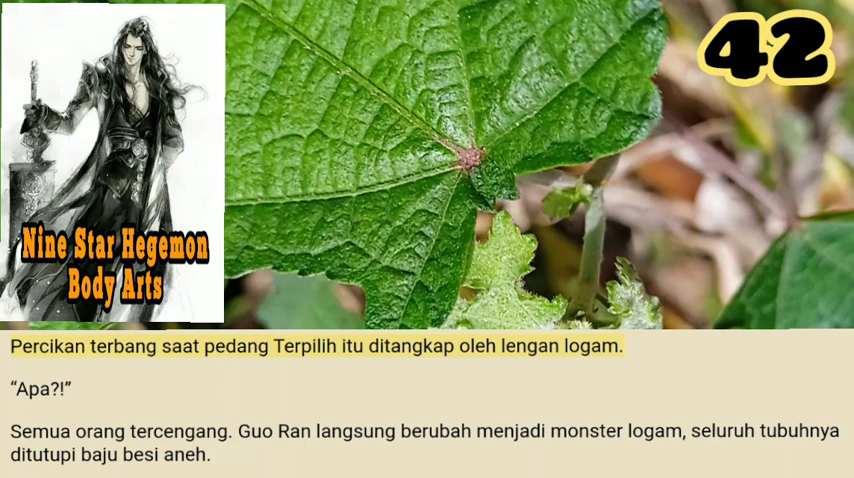 42
Nine Star Hegemon
Body Arts
Percikan terbang saat pedang Terpilih itu ditangkap oleh lengan logam.
“Apa?!”
Semua orang tercengang. Guo Ran langsung berubah menjadi monster logam, seluruh tubuhnya
ditutupi baju besi aneh.